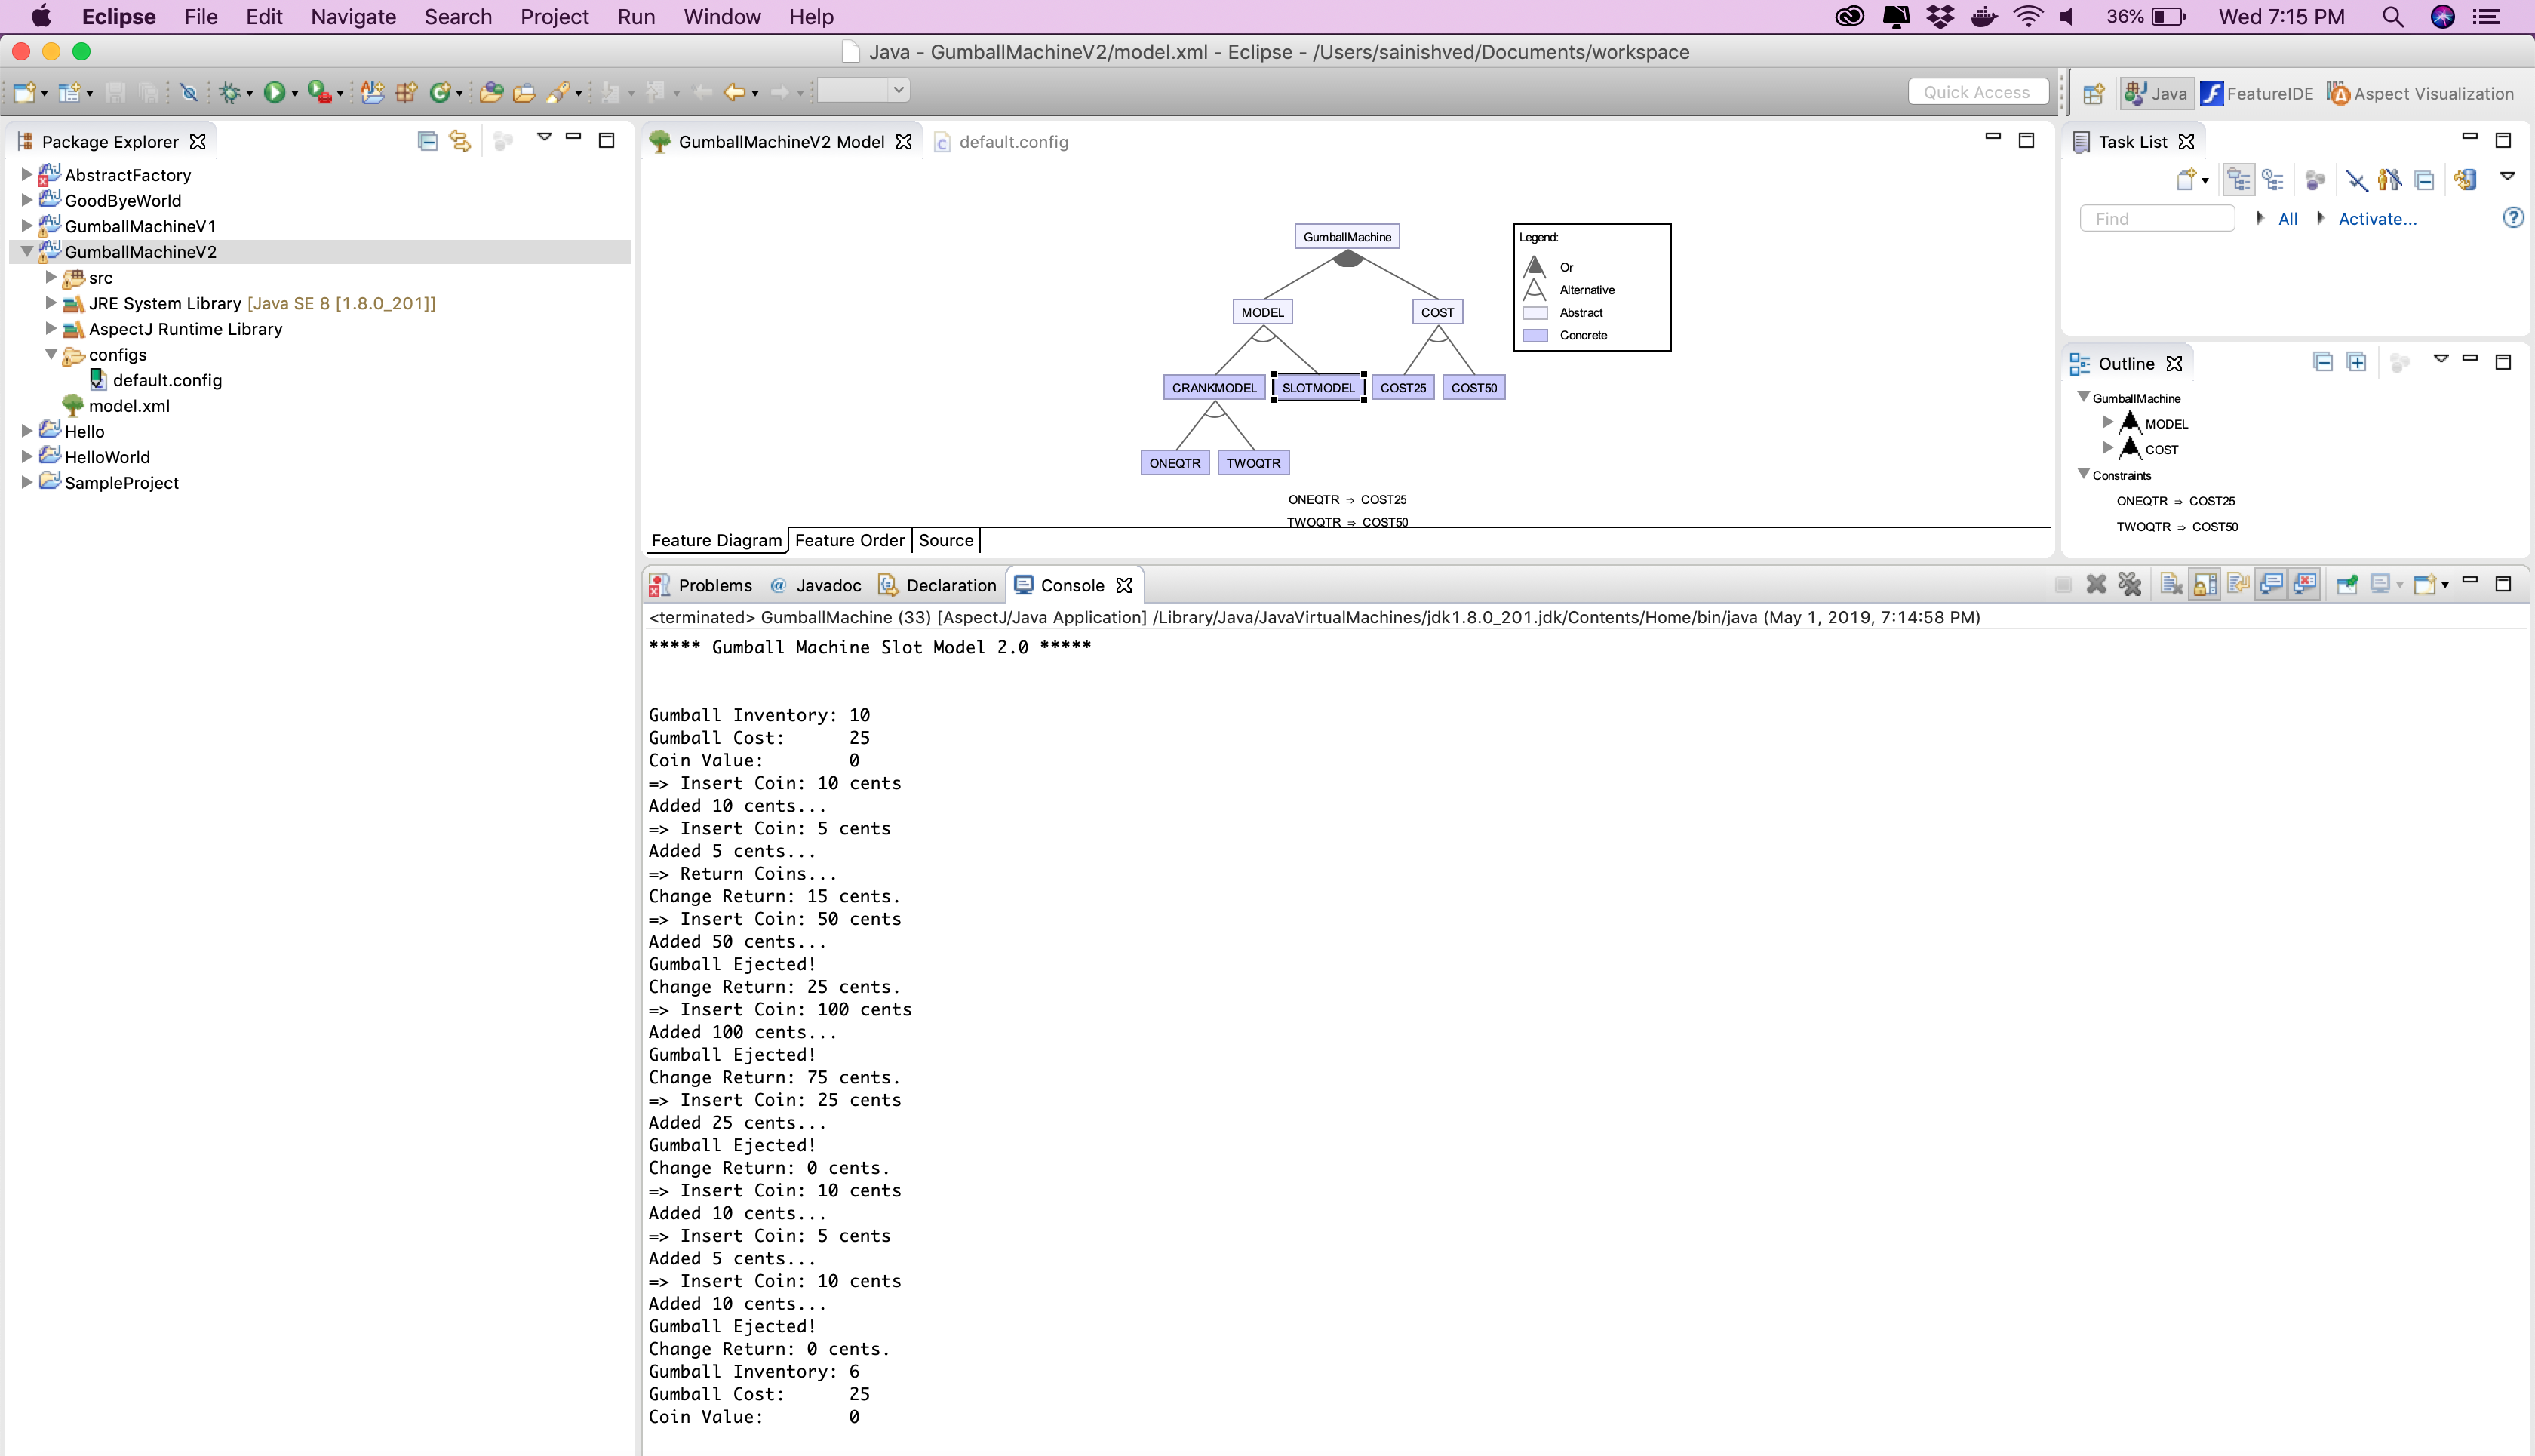 Eclipse File Edit Navigate Search Project Run Window Help 36% Wed 7:15 PM
Java - GumballMachineV2/model.xml - Eclipse - /Users/sainishved/Documents/workspace
Quick Access Java FeatureIDE Aspect Visualization
Package Explorer
AbstractFactory
GoodByeWorld
GumballMachineV1
GumballMachineV2
src
JRE System Library [Java SE 8 [1.8.0_201]]
AspectJ Runtime Library
configs
default.config
model.xml
Hello
HelloWorld
SampleProject
GumballMachineV2 Model default.config
GumballMachine
MODEL COST
CRANKMODEL SLOTMODEL COST25 COST50
ONEQTR TWOQTR
ONEQTR ⇒ COST25
TWOQTR ⇒ COST50
Legend:
Or
Alternative
Abstract
Concrete
Feature Diagram Feature Order Source
Task List
Find All Activate...
Outline
GumballMachine
MODEL
COST
Constraints
ONEQTR ⇒ COST25
TWOQTR ⇒ COST50
Problems Javadoc Declaration Console
<terminated> GumballMachine (33) [AspectJ/Java Application] /Library/Java/JavaVirtualMachines/jdk1.8.0_201.jdk/Contents/Home/bin/java (May 1, 2019, 7:14:58 PM)
***** Gumball Machine Slot Model 2.0 *****
Gumball Inventory: 10
Gumball Cost: 25
Coin Value: 0
=> Insert Coin: 10 cents
Added 10 cents...
=> Insert Coin: 5 cents
Added 5 cents...
=> Return Coins...
Change Return: 15 cents.
=> Insert Coin: 50 cents
Added 50 cents...
Gumball Ejected!
Change Return: 25 cents.
=> Insert Coin: 100 cents
Added 100 cents...
Gumball Ejected!
Change Return: 75 cents.
=> Insert Coin: 25 cents
Added 25 cents...
Gumball Ejected!
Change Return: 0 cents.
=> Insert Coin: 10 cents
Added 10 cents...
=> Insert Coin: 5 cents
Added 5 cents...
=> Insert Coin: 10 cents
Added 10 cents...
Gumball Ejected!
Change Return: 0 cents.
Gumball Inventory: 6
Gumball Cost: 25
Coin Value: 0